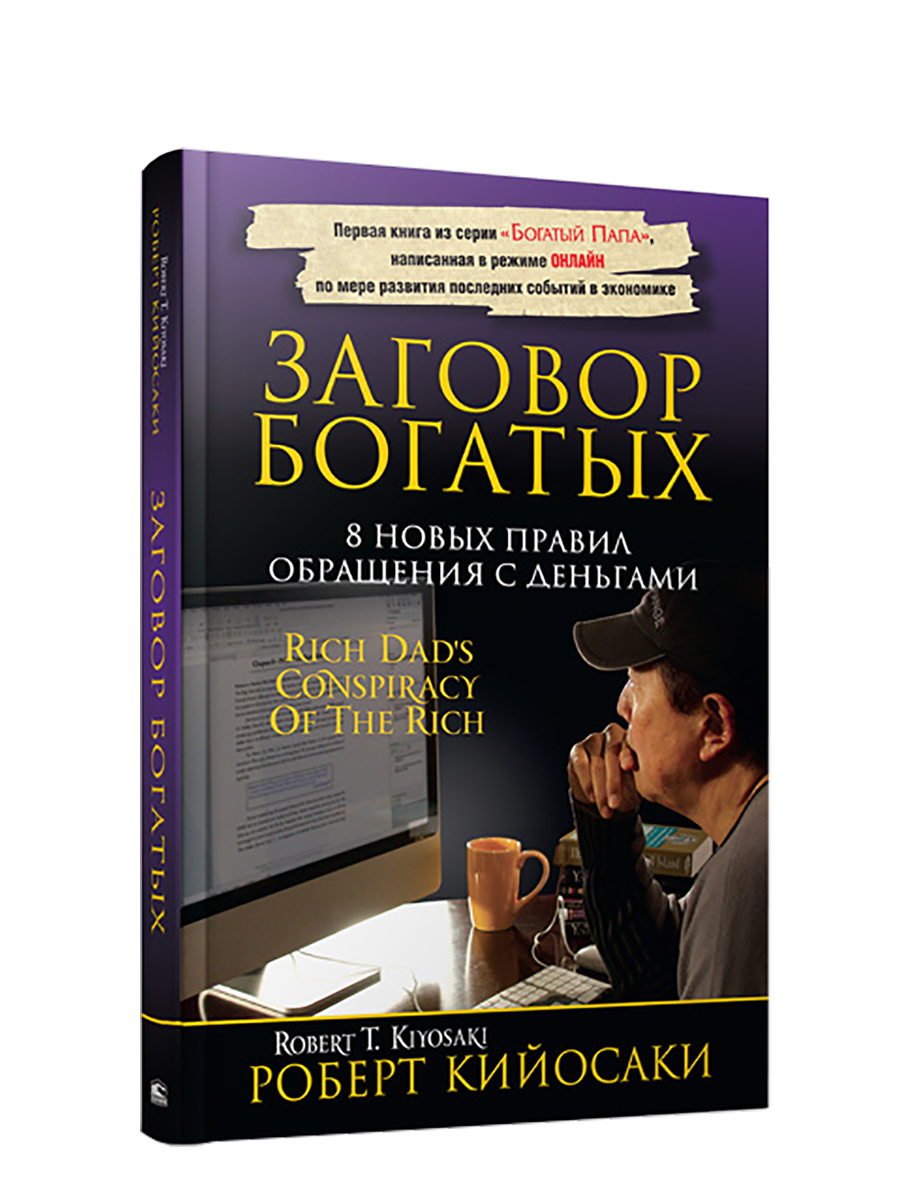 Первая книга из серии «Богатый Папа»,
написанная в режиме ОНЛАЙН
по мере развития последних событий в экономике
ЗАГОВОР
БОГАТЫХ
8 НОВЫХ ПРАВИЛ
ОБРАЩЕНИЯ С ДЕНЬГАМИ
RICH DAD'S
CONSPIRACY
OF THE RICH
ROBERT T. KIYOSAKI
РОБЕРТ КИЙОСАКИ
ROBERT T. KIYOSAKI
РОБЕРТ КИЙОСАКИ
ЗАГОВОР БОГАТЫХ